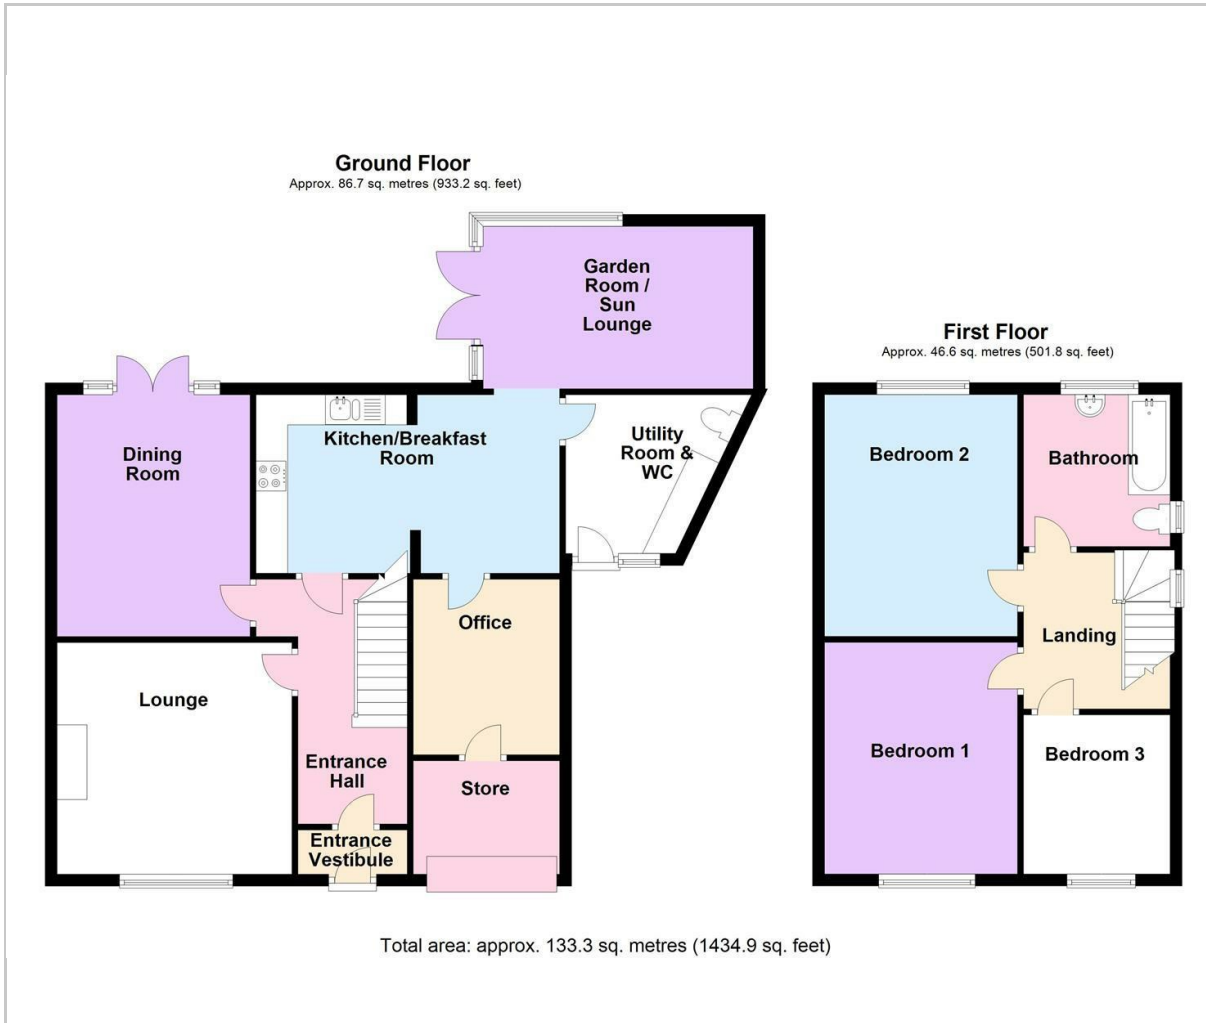 Ground Floor
Approx. 86.7 sq. metres (933.2 sq. feet)
Garden
Room /
Sun
Lounge
Dining
Room
Kitchen/Breakfast
Room
Utility
Room &
WC
Office
Lounge
Entrance
Hall
Store
Entrance
Vestibule
First Floor
Approx. 46.6 sq. metres (501.8 sq. feet)
Bedroom 2
Bathroom
Landing
Bedroom 1
Bedroom 3
Total area: approx. 133.3 sq. metres (1434.9 sq. feet)